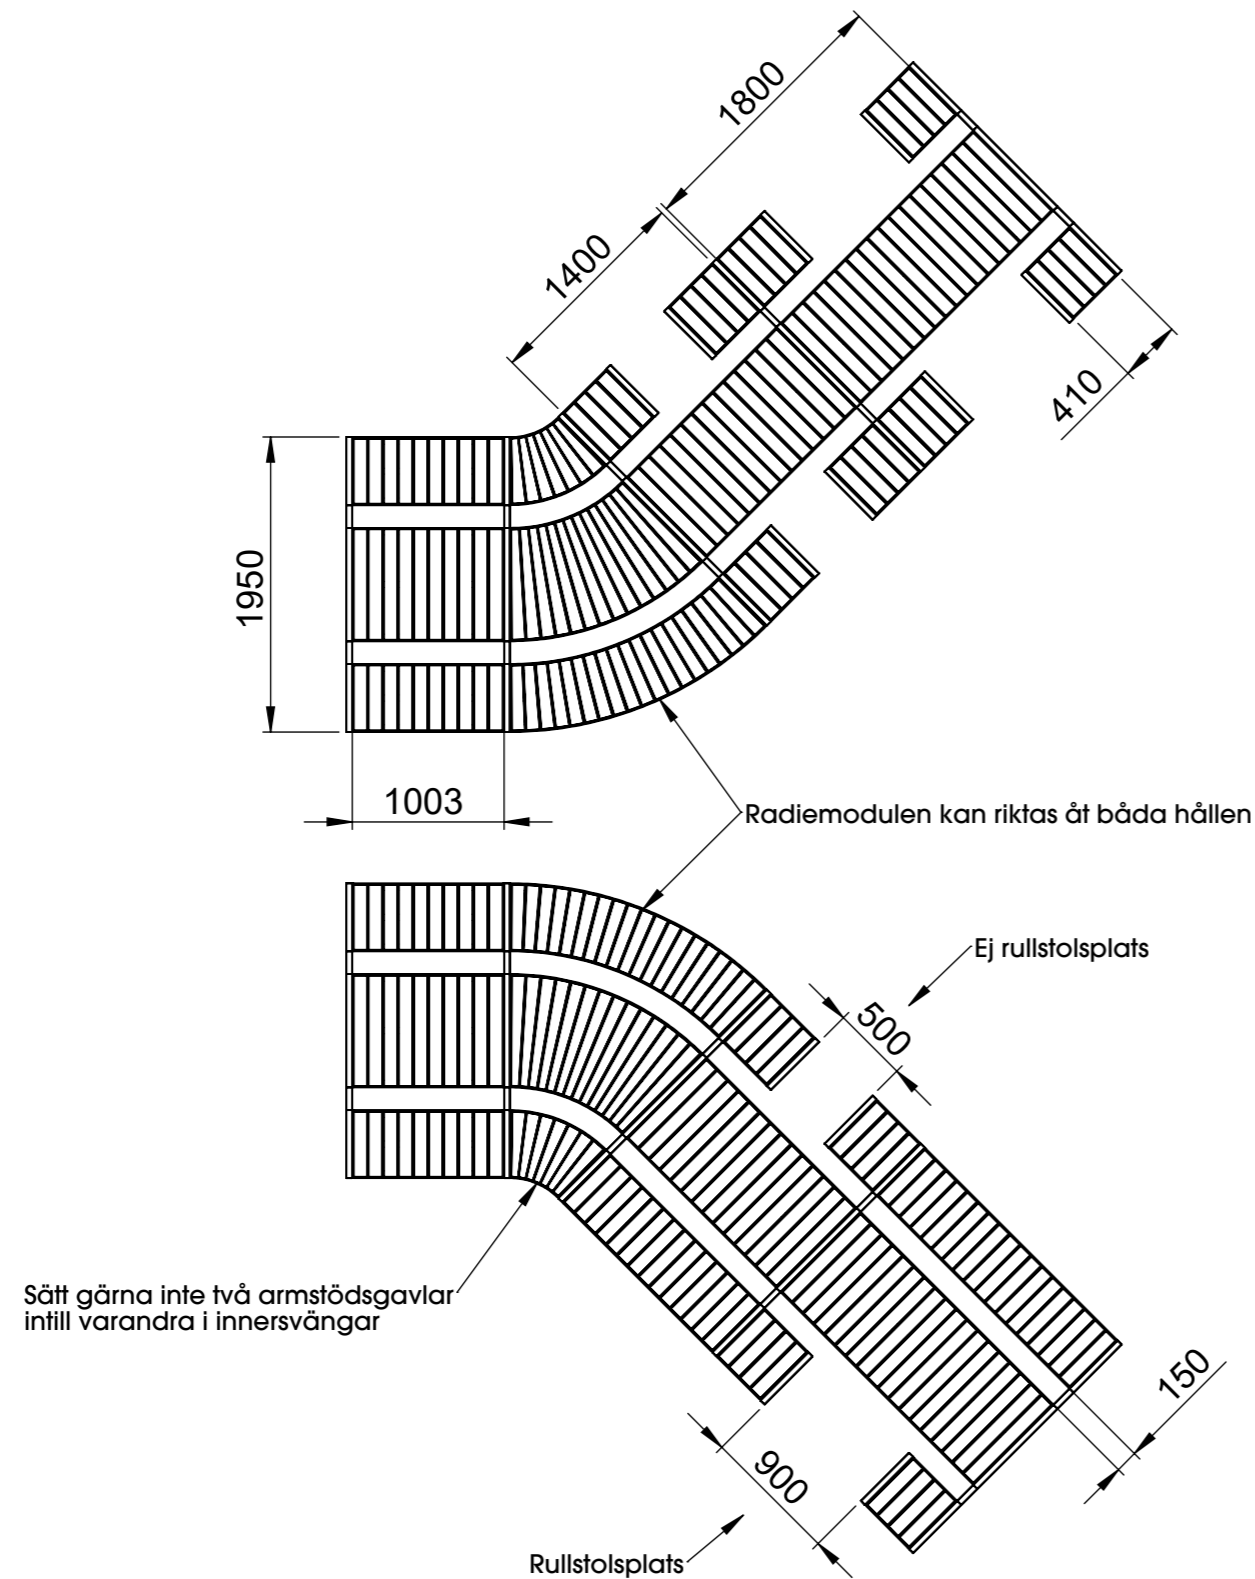 1800
1400
410
1950
1003
Radiemodulen kan riktas åt båda hållen
Ej rullstolsplats
500
Sätt gärna inte två armstödsgavlar
intill varandra i innersvängar
150
900
Rullstolsplats